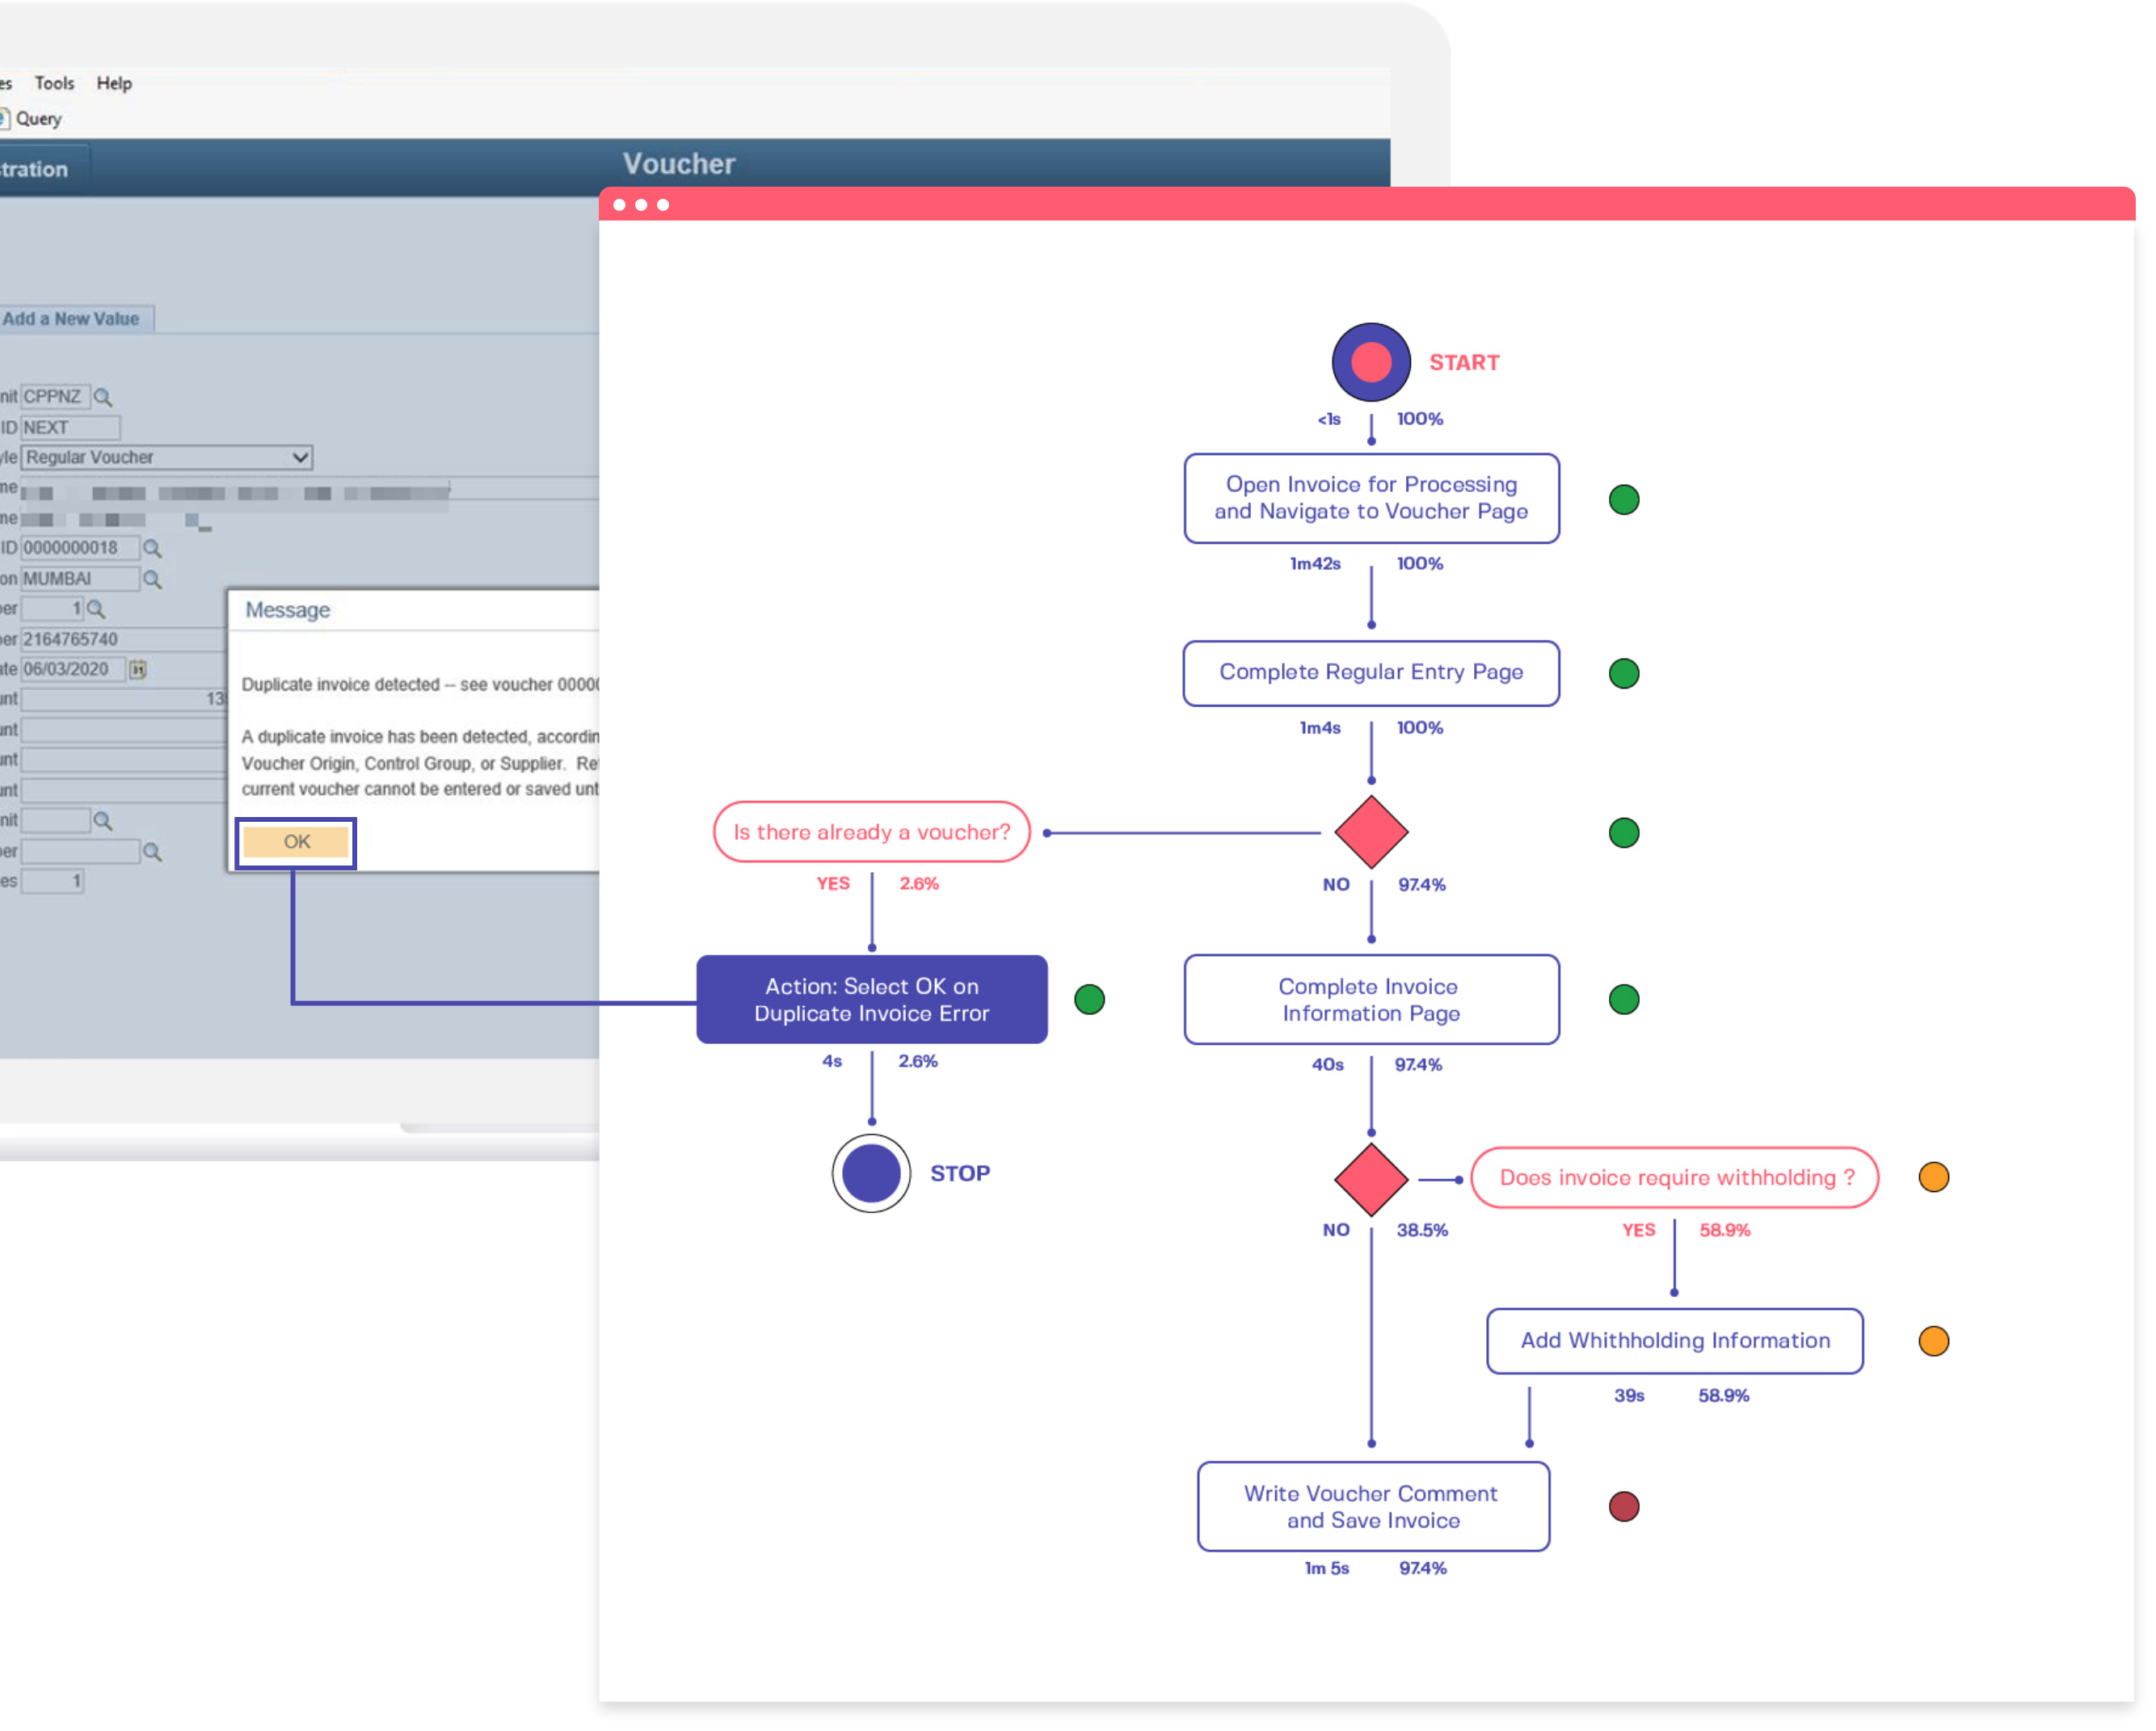 es Tools Help
Query
tration
Voucher
Add a New Value
nit CPPNZ
ID NEXT
yle Regular Voucher
me
me
ID 0000000018
on MUMBAI
er 1
er 2164765740
ate 06/03/2020
unt 13
unt
unt
unt
nit
er
es 1
Message
Duplicate invoice detected -- see voucher 0000
A duplicate invoice has been detected, accordin
Voucher Origin, Control Group, or Supplier. Re
current voucher cannot be entered or saved unt
OK
START
<1s 100%
Open Invoice for Processing
and Navigate to Voucher Page
1m42s 100%
Complete Regular Entry Page
1m4s 100%
Is there already a voucher?
YES 2.6%
NO 97.4%
Action: Select OK on
Duplicate Invoice Error
4s 2.6%
STOP
Complete Invoice
Information Page
40s 97.4%
Does invoice require withholding ?
NO 38.5%
YES 58.9%
Add Whithholding Information
39s 58.9%
Write Voucher Comment
and Save Invoice
1m 5s 97.4%